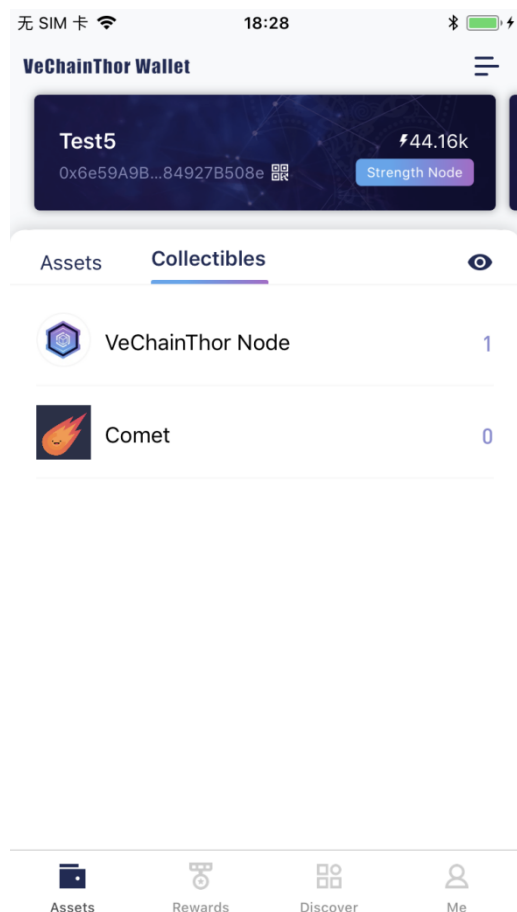 无 SIM 卡 18:28
VeChainThor Wallet
Test5 44.16k
0x6e59A9B...84927B508e Strength Node
Assets Collectibles
VeChainThor Node 1
Comet 0
Assets Rewards Discover Me